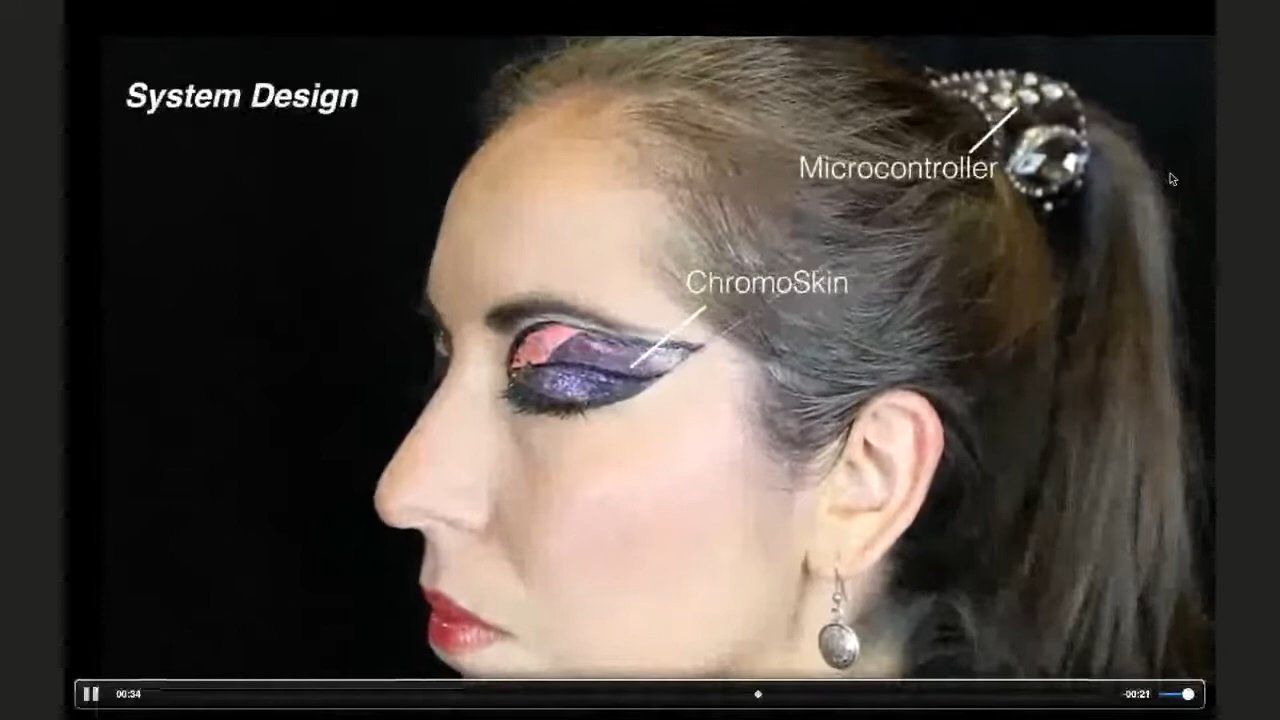 System Design
Microcontroller
ChromoSkin
00:34
-00:21